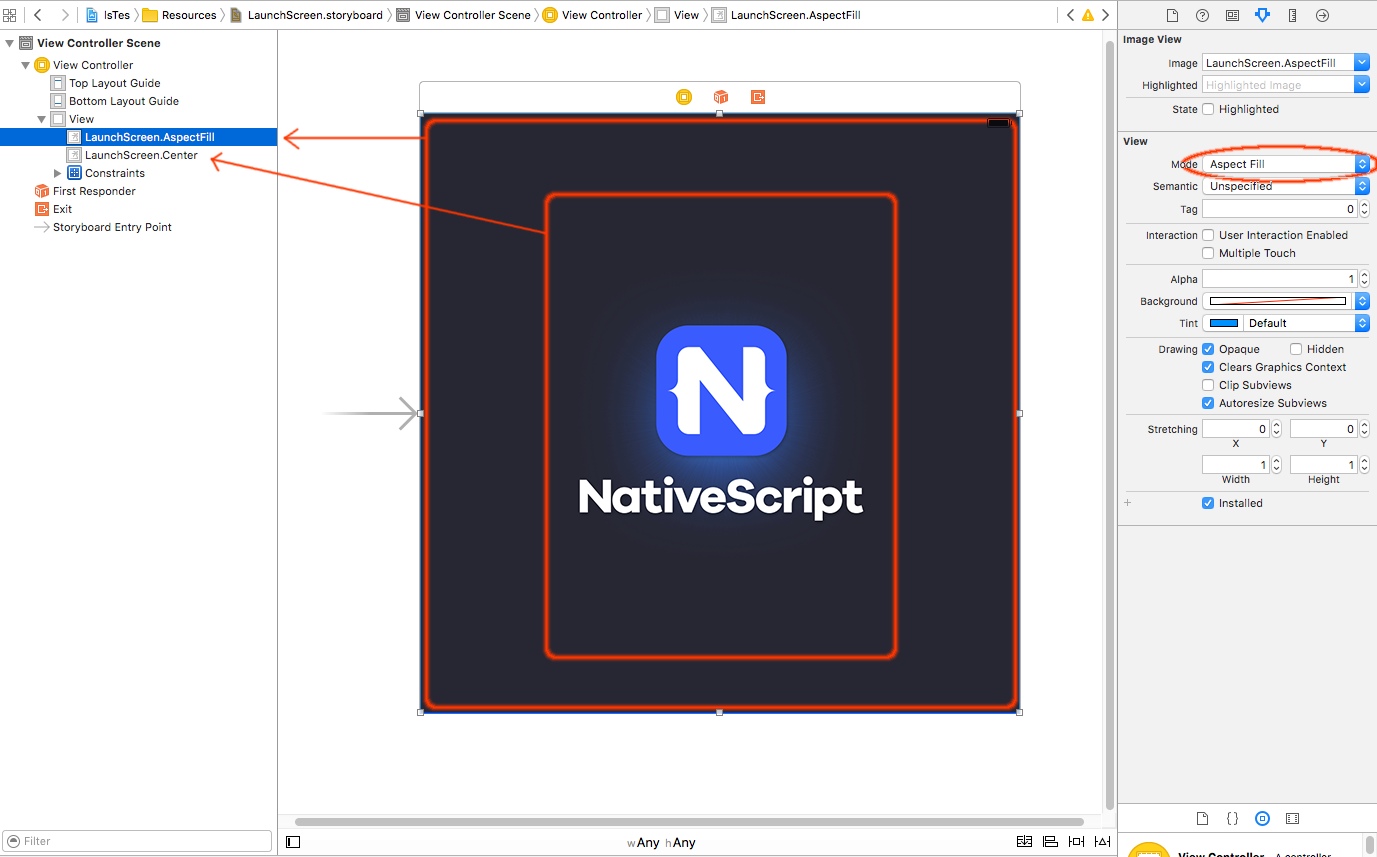 IsTes Resources LaunchScreen.storyboard View Controller Scene View Controller View LaunchScreen.AspectFill
View Controller Scene
View Controller
Top Layout Guide
Bottom Layout Guide
View
LaunchScreen.AspectFill
LaunchScreen.Center
Constraints
First Responder
Exit
Storyboard Entry Point
Filter
N
NativeScript
wAny hAny
Image View
Image LaunchScreen.AspectFill
Highlighted Highlighted Image
State Highlighted
View
Mode Aspect Fill
Semantic Unspecified
Tag 0
Interaction User Interaction Enabled
Multiple Touch
Alpha 1
Background
Tint Default
Drawing Opaque Hidden
Clears Graphics Context
Clip Subviews
Autoresize Subviews
Stretching 0 0
X Y
1 1
Width Height
+ Installed
{}
View Controller - A controller